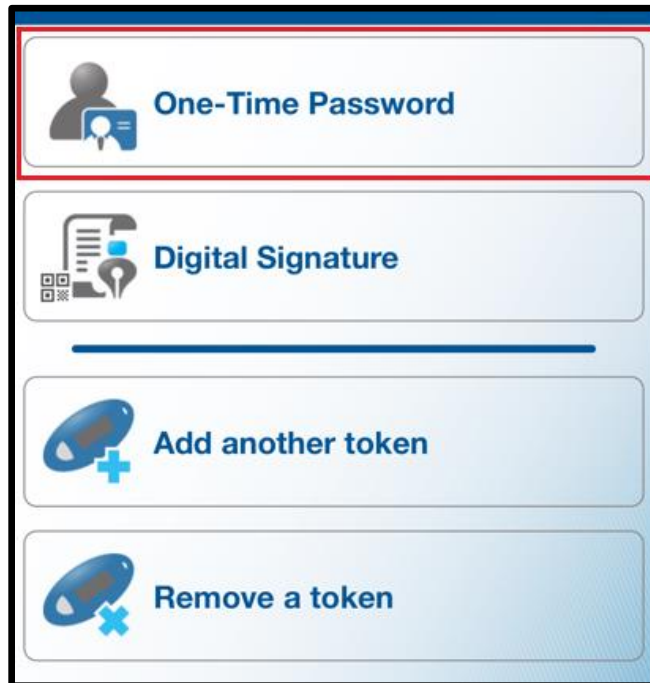 One-Time Password
Digital Signature
Add another token
Remove a token